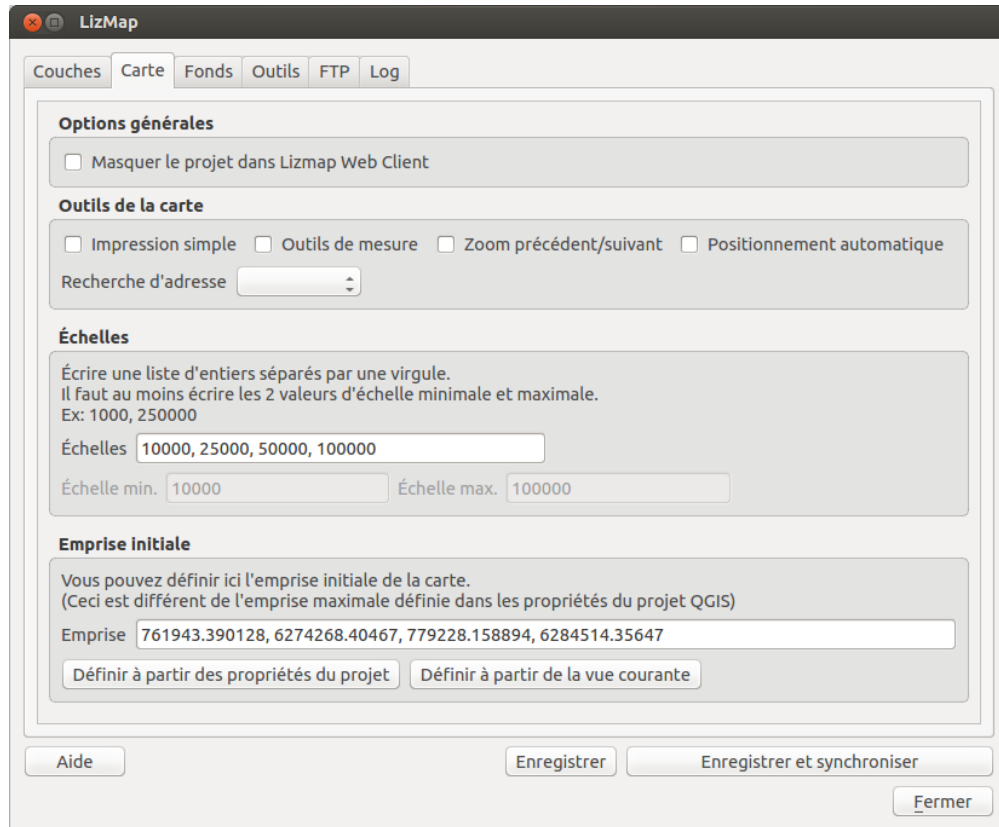 LizMap
Couches Carte Fonds Outils FTP Log
Options générales
Masquer le projet dans Lizmap Web Client
Outils de la carte
Impression simple Outils de mesure Zoom précédent/suivant Positionnement automatique
Recherche d'adresse
Échelles
Écrire une liste d'entiers séparés par une virgule.
Il faut au moins écrire les 2 valeurs d'échelle minimale et maximale.
Ex: 1000, 250000
Échelles 10000, 25000, 50000, 100000
Échelle min. 10000 Échelle max. 100000
Emprise initiale
Vous pouvez définir ici l'emprise initiale de la carte.
(Ceci est différent de l'emprise maximale définie dans les propriétés du projet QGIS)
Emprise 761943.390128, 6274268.40467, 779228.158894, 6284514.35647
Définir à partir des propriétés du projet Définir à partir de la vue courante
Aide Enregistrer Enregistrer et synchroniser
Fermer